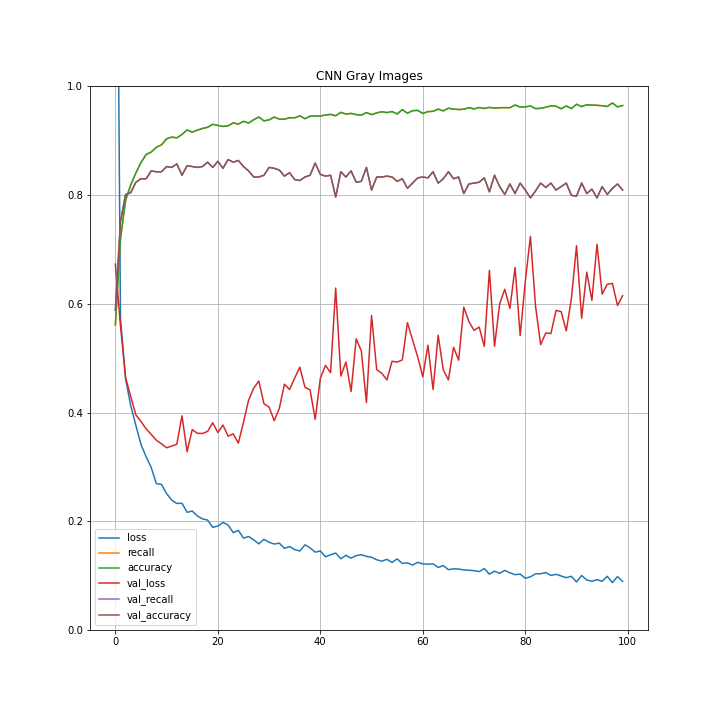 CNN Gray Images
1.0
0.8
0.6
0.4
0.2
0.0
loss
recall
accuracy
val_loss
val_recall
val_accuracy
0 20 40 60 80 100